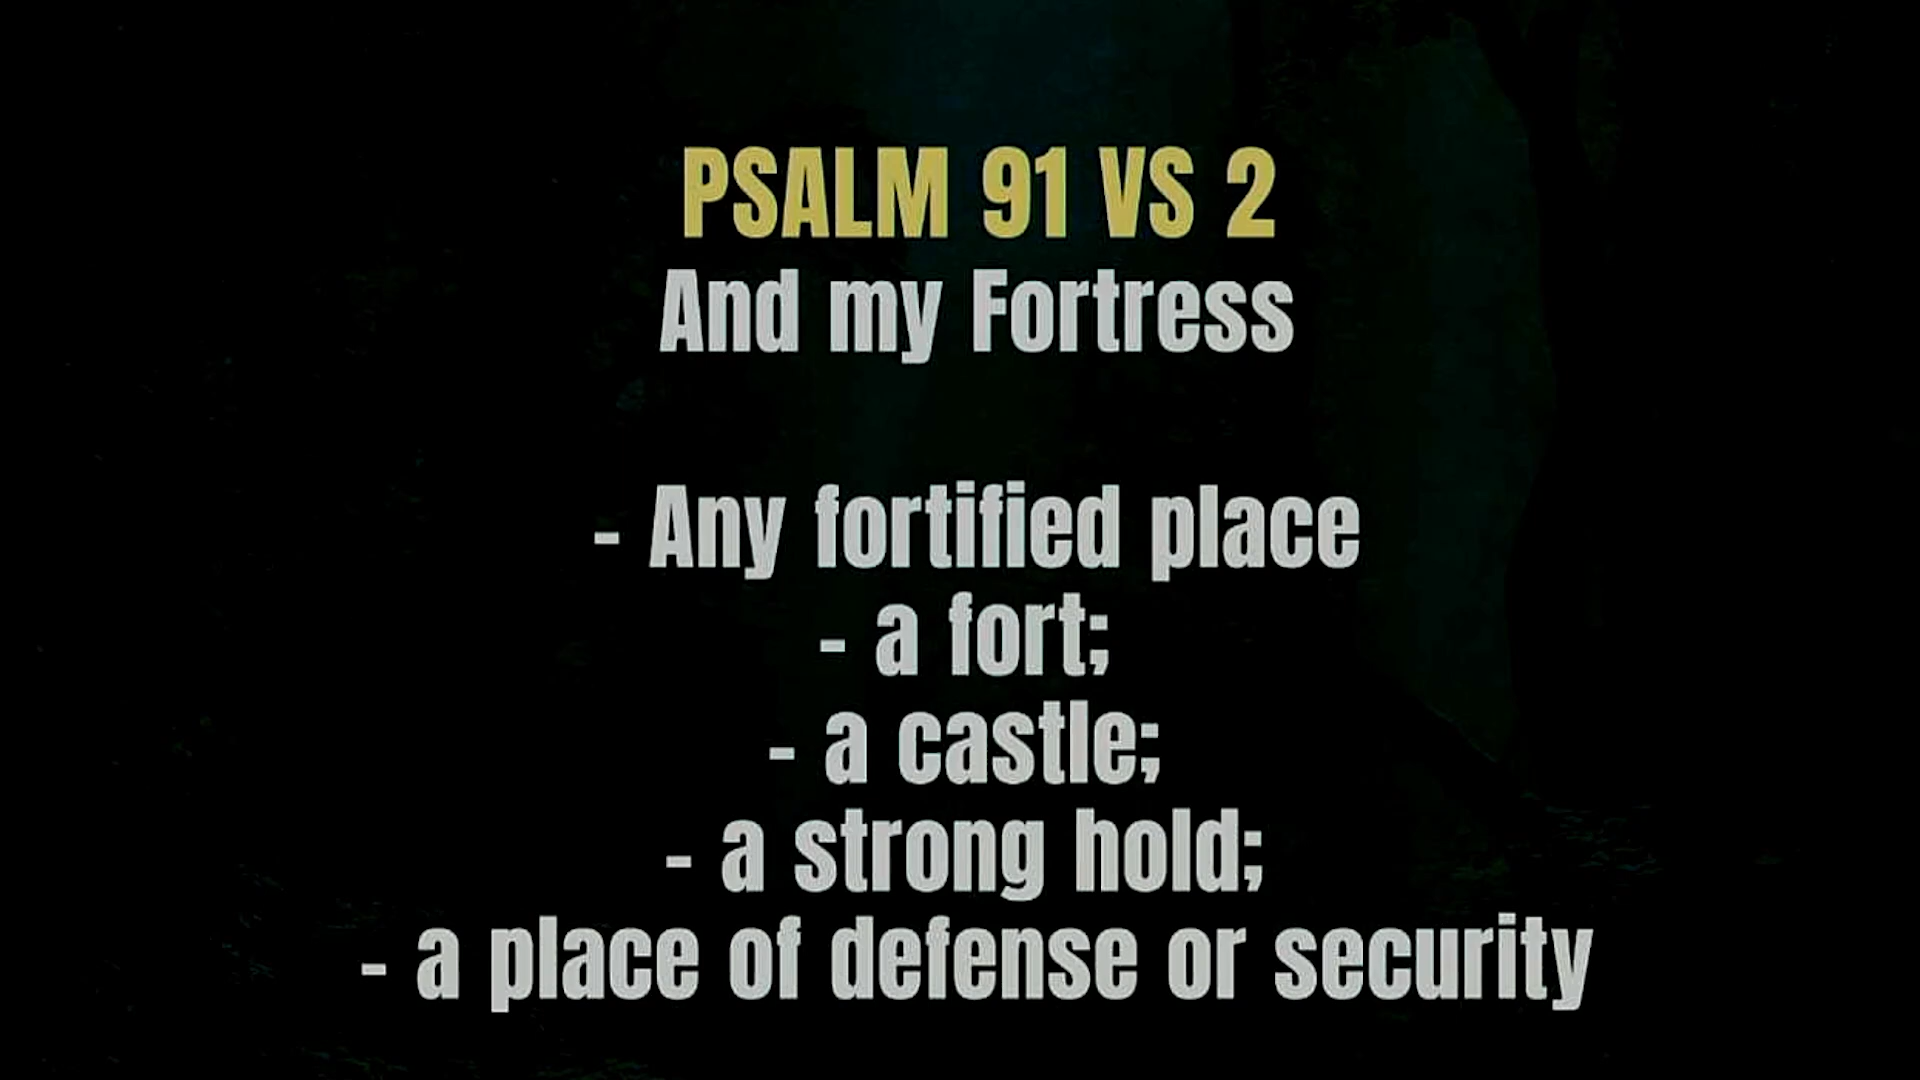 PSALM 91 VS 2
And my Fortress
- Any fortified place
- a fort;
- a castle;
- a strong hold;
- a place of defense or security